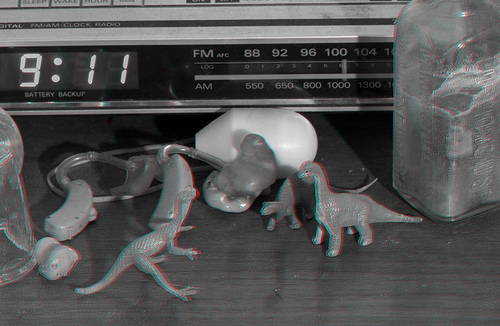 SLEEP WAKE HOUR
DIGITAL FM/AM CLOCK RADIO
FM AFC 88 92 96 100 104
LOG 0 1 2 3 4 5 6 7 8 9
9:11
AM 550 650 800 1000 1300
BATTERY BACKUP